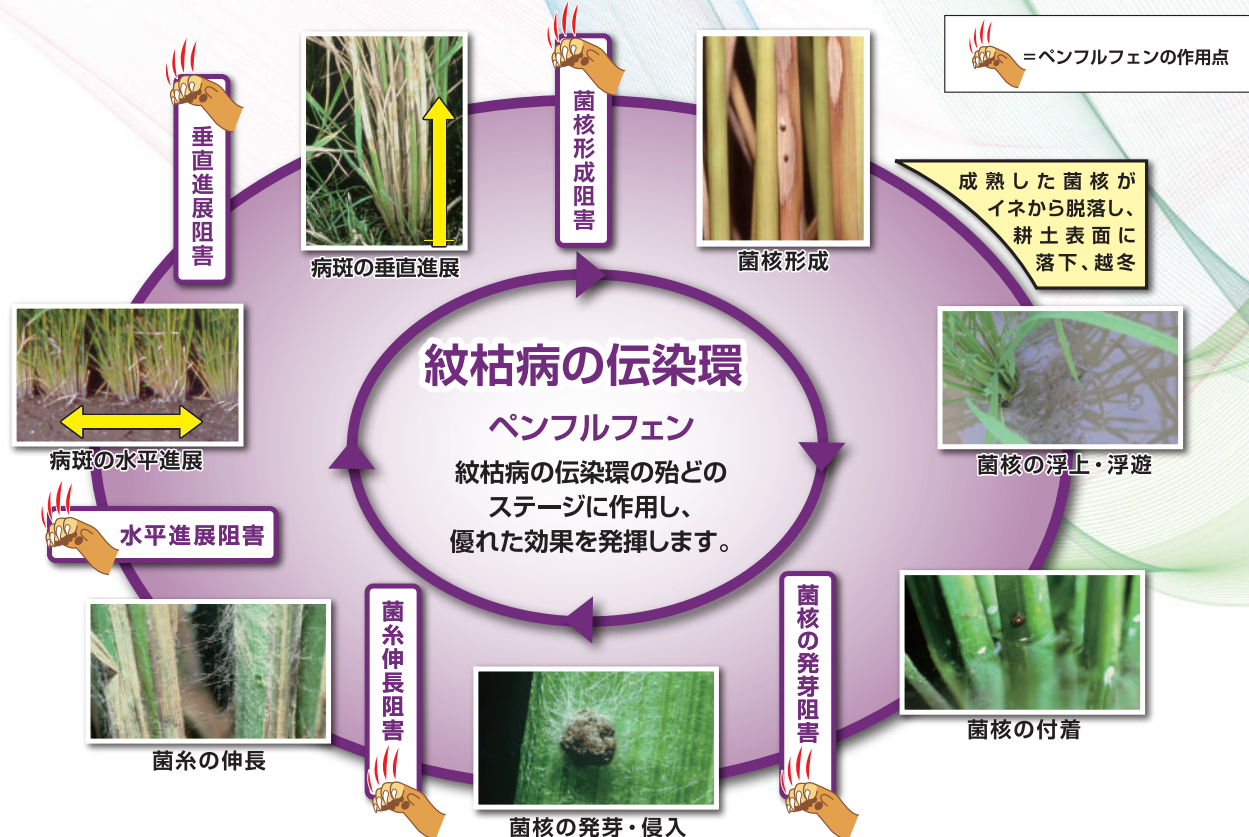 =ペンフルフェンの作用点
垂直進展阻害
病斑の垂直進展
菌核形成阻害
菌核形成
成熟した菌核が
イネから脱落し、
耕土表面に
落下、越冬
紋枯病の伝染環
ペンフルフェン
紋枯病の伝染環の殆どの
ステージに作用し、
優れた効果を発揮します。
病斑の水平進展
菌核の浮上・浮遊
水平進展阻害
菌糸伸長阻害
菌核の発芽阻害
菌糸の伸長
菌核の付着
菌核の発芽・侵入